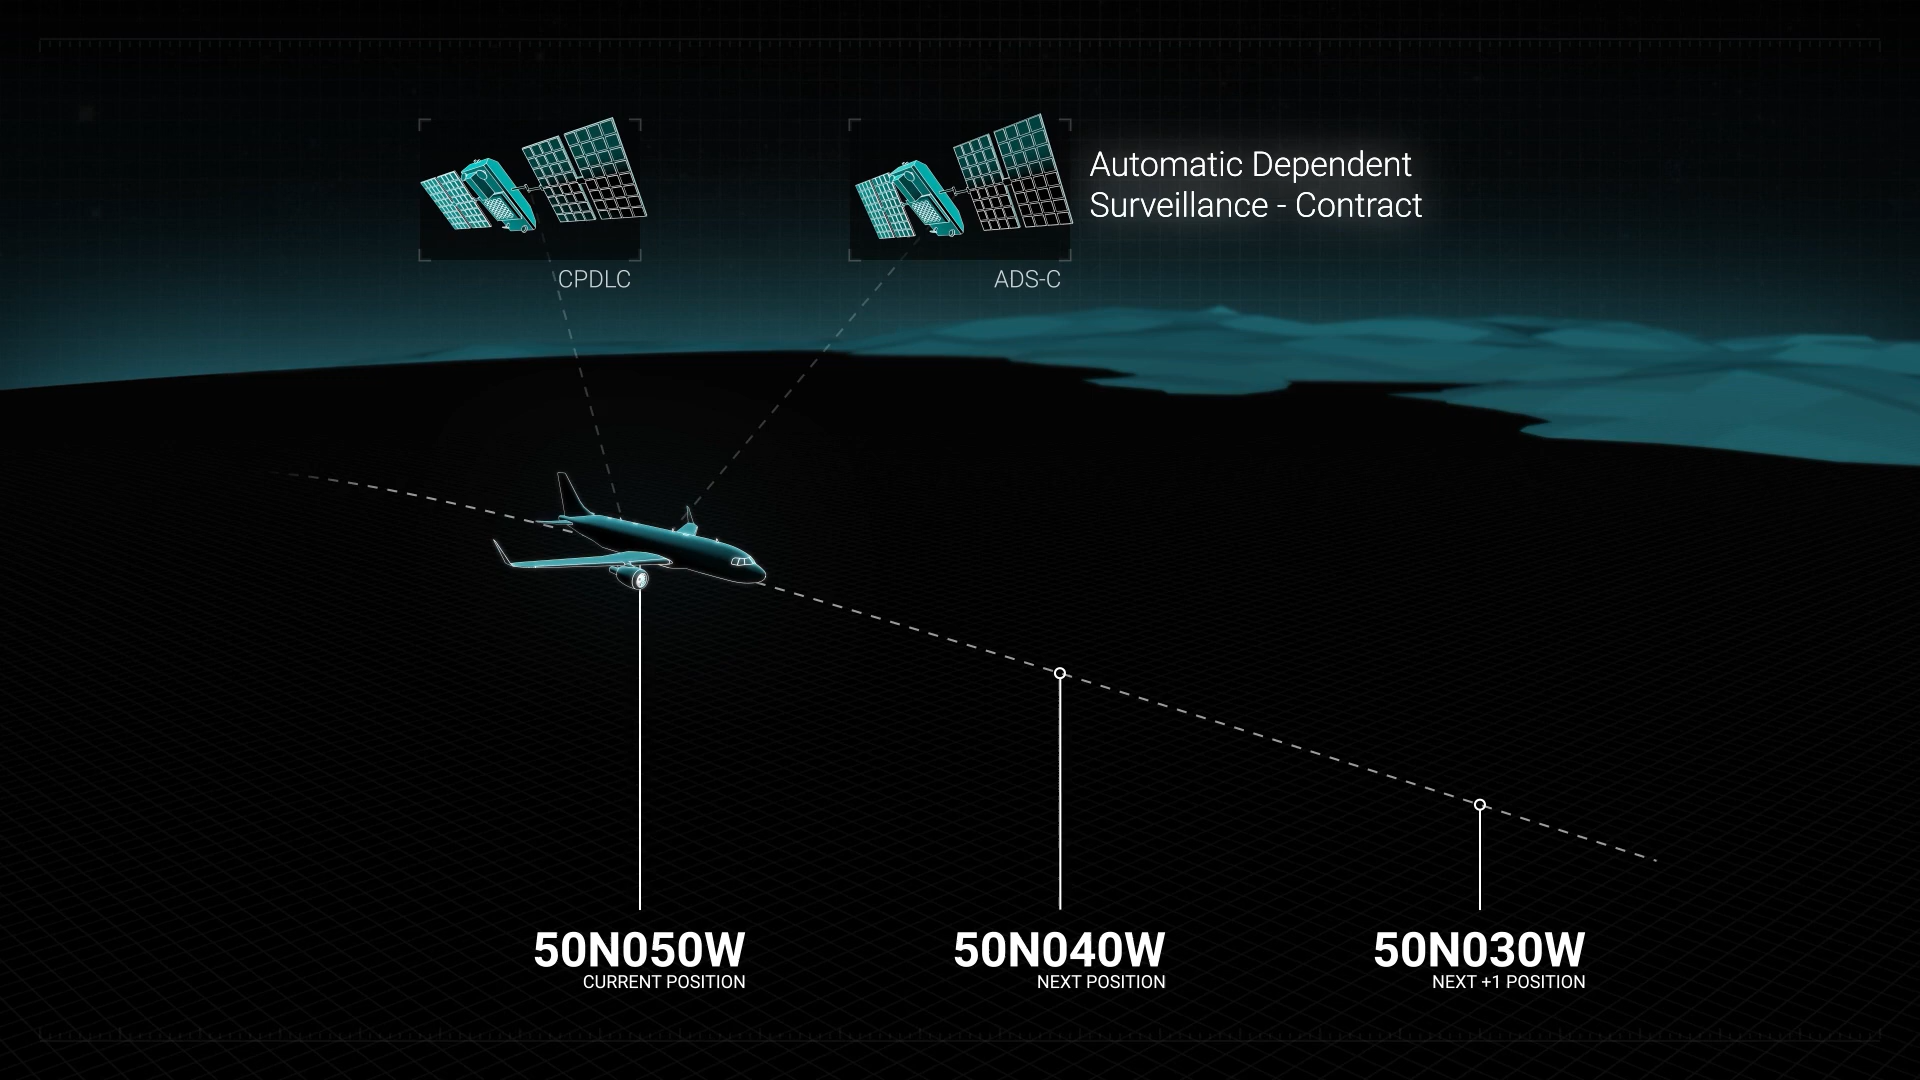 Automatic Dependent
Surveillance - Contract
CPDLC
ADS-C
50N050W
CURRENT POSITION
50N040W
NEXT POSITION
50N030W
NEXT +1 POSITION